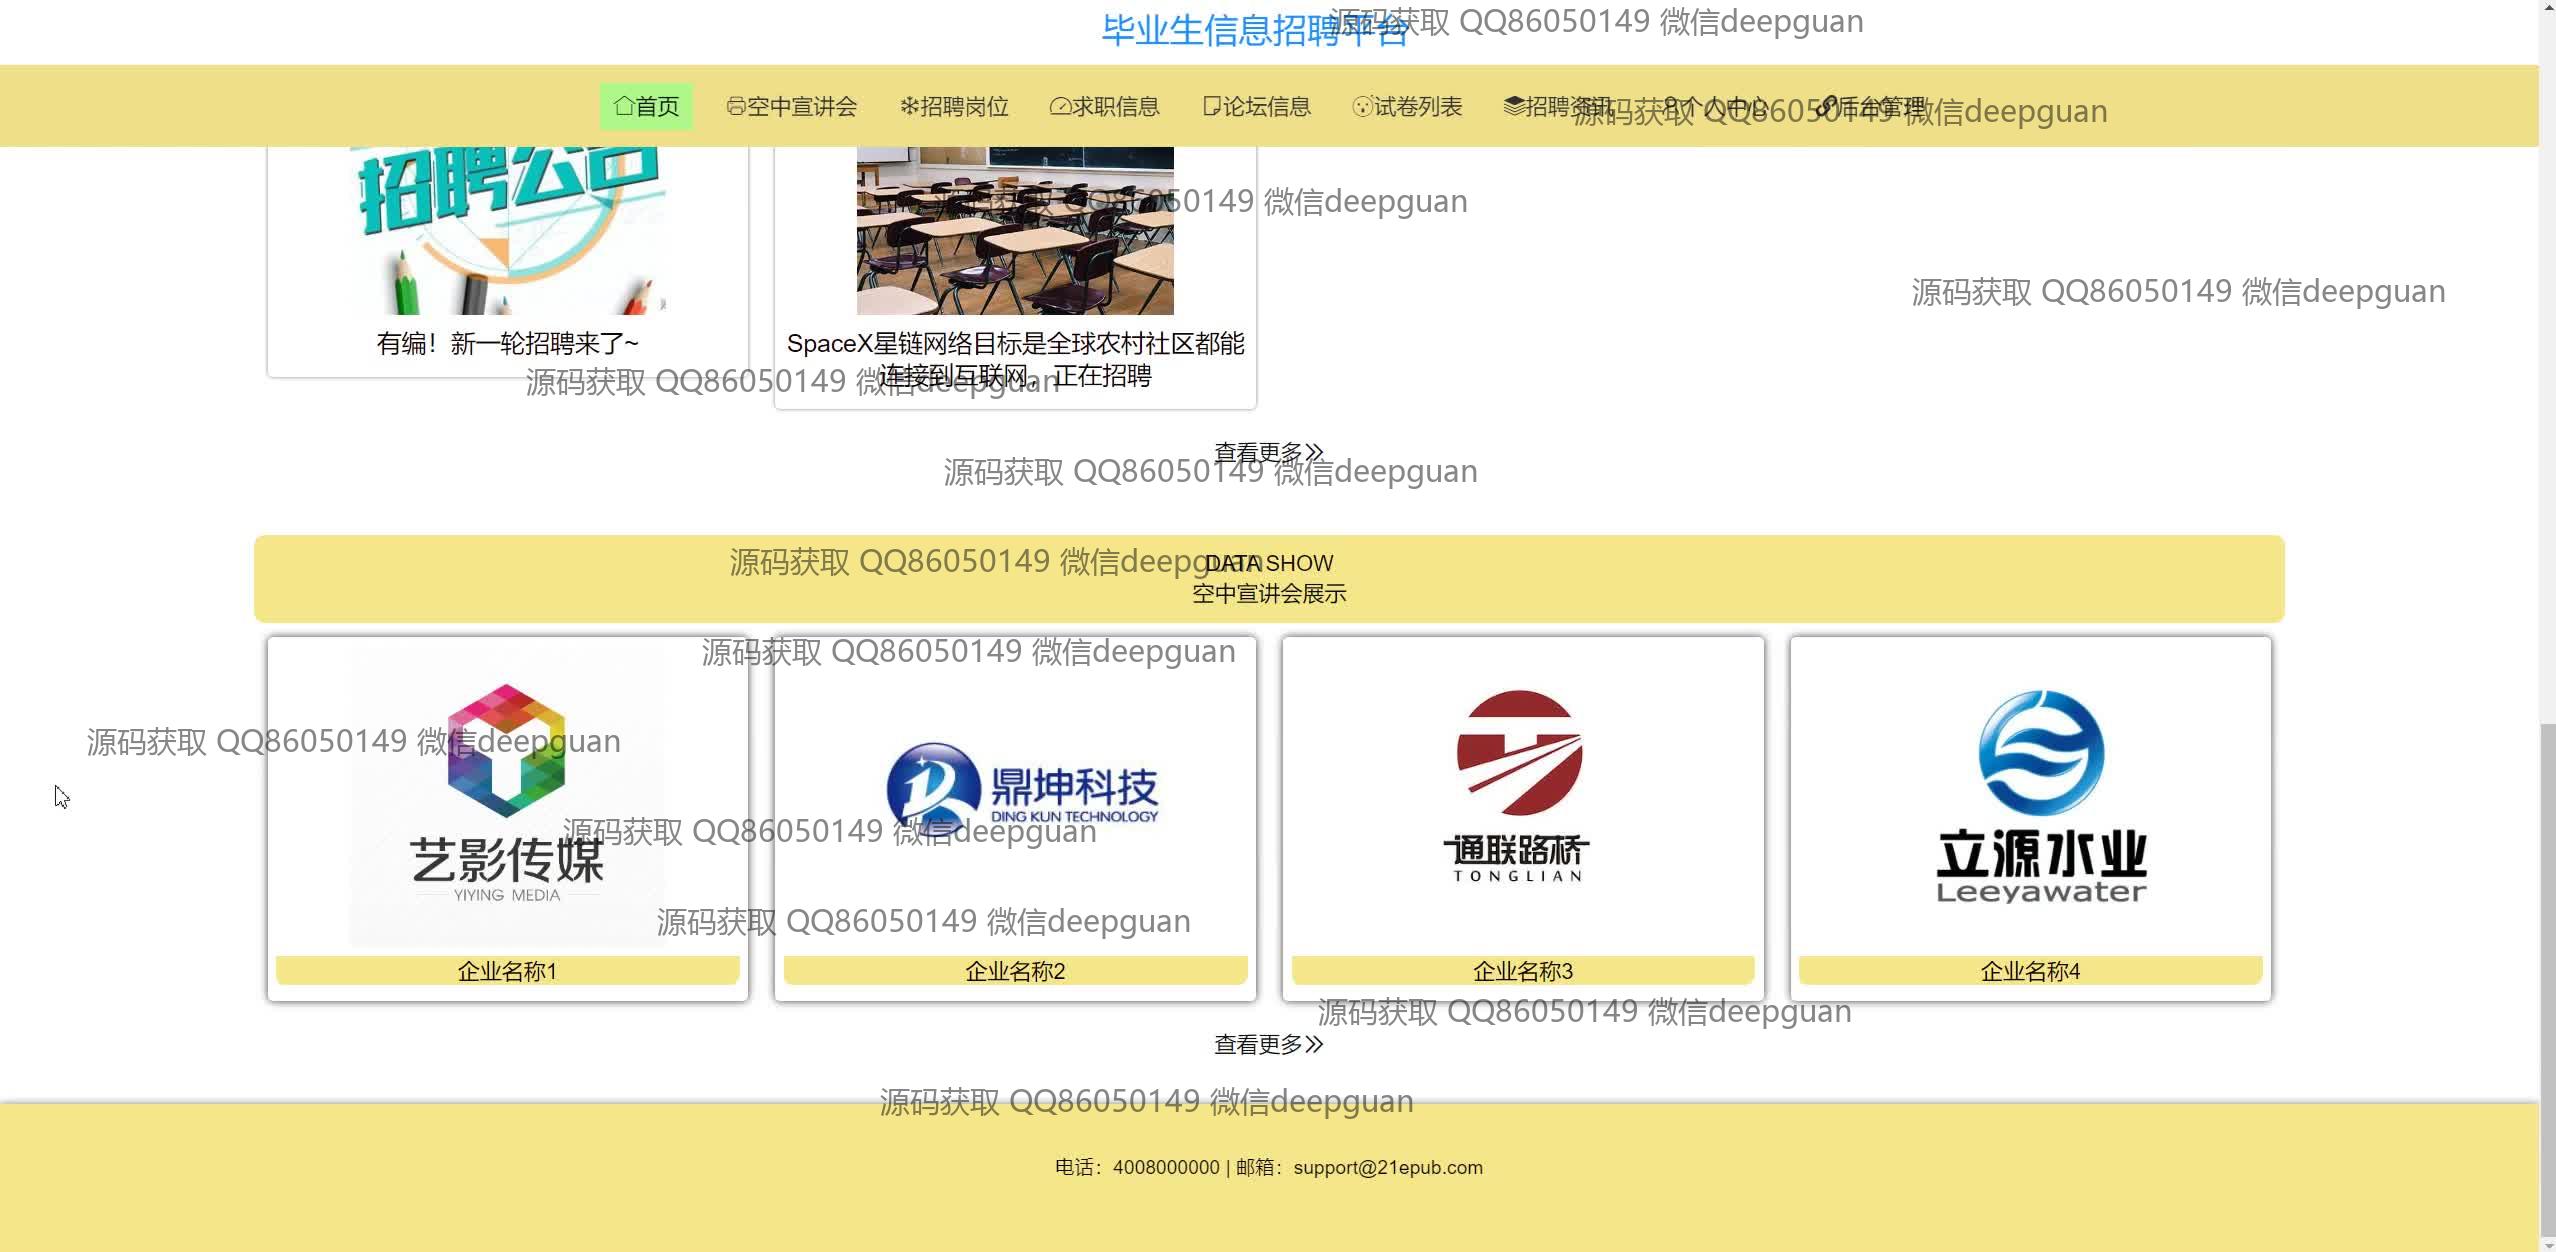 毕业生信息招聘平台
源码获取 QQ86050149 微信deepguan
首页 空中宣讲会 招聘岗位 求职信息 论坛信息 试卷列表 招聘资讯 个人中心 后台管理
源码获取 QQ86050149 微信deepguan
招聘公告
源码获取 QQ86050149 微信deepguan
源码获取 QQ86050149 微信deepguan
有编！新一轮招聘来了~
SpaceX星链网络目标是全球农村社区都能
连接到互联网，正在招聘
源码获取 QQ86050149 微信deepguan
查看更多
源码获取 QQ86050149 微信deepguan
DATA SHOW
源码获取 QQ86050149 微信deepguan
空中宣讲会展示
源码获取 QQ86050149 微信deepguan
源码获取 QQ86050149 微信deepguan
艺影传媒
YIYING MEDIA
鼎坤科技
DING KUN TECHNOLOGY
通联路桥
TONGLIAN
立源水业
Leeyawater
源码获取 QQ86050149 微信deepguan
源码获取 QQ86050149 微信deepguan
企业名称1
企业名称2
企业名称3
企业名称4
源码获取 QQ86050149 微信deepguan
查看更多
源码获取 QQ86050149 微信deepguan
电话：4008000000 | 邮箱：support@21epub.com